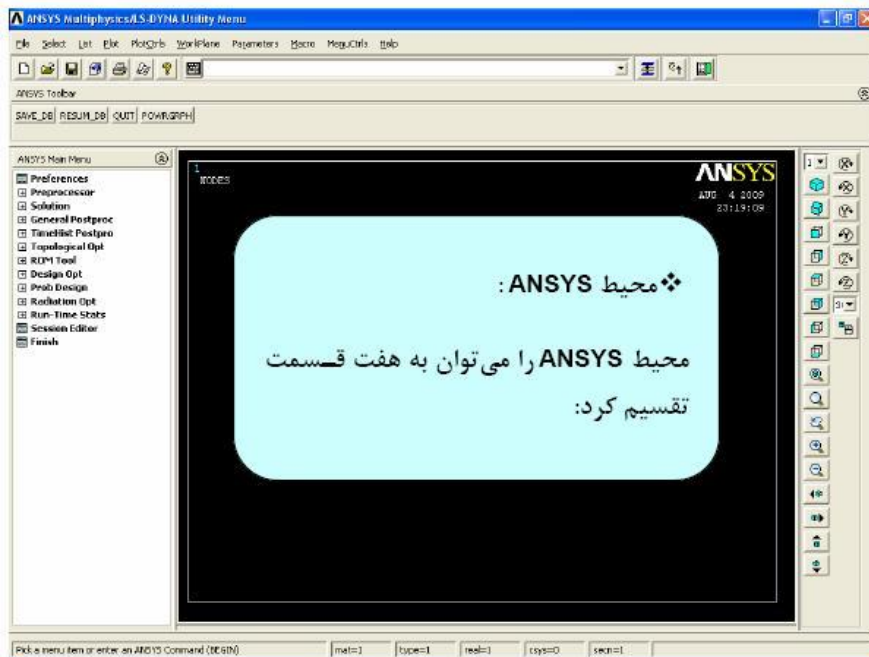 ANSYS Multiphysics/LS-DYNA Utility Menu
File Select List Plot PlotCtrls WorkPlane Parameters Macro MenuCtrls Help
ANSYS Toolbar
SAVE_DB RESUM_DB QUIT POWRGRPH
ANSYS Main Menu
Preferences
Preprocessor
Solution
General Postproc
TimeHist Postpro
Topological Opt
ROM Tool
Design Opt
Prob Design
Radiation Opt
Run-Time Stats
Session Editor
Finish
1
NODES
ANSYS
AUG 4 2009
23:19:09
❖محیط ANSYS :
محیط ANSYS را می‌توان به هفت قـسمت
تقسیم کرد:
1
Pick a menu item or enter an ANSYS Command (BEGIN) mat=1 type=1 real=1 csys=0 secn=1